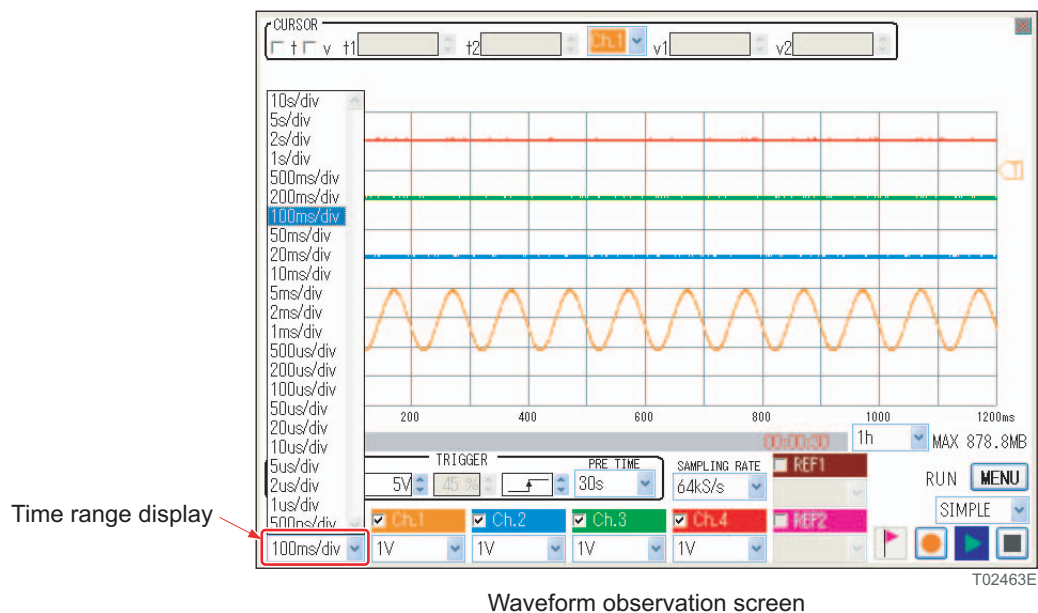 CURSOR
t v t1 t2 Ch.1 v1 v2
10s/div
5s/div
2s/div
1s/div
500ms/div
200ms/div
100ms/div
50ms/div
20ms/div
10ms/div
5ms/div
2ms/div
1ms/div
500us/div
200us/div
100us/div
50us/div
20us/div
10us/div
5us/div
2us/div
1us/div
500ns/div
T
200 400 600 800 1000 1200ms
00:00:30 1h MAX 878.8MB
TRIGGER PRE TIME SAMPLING RATE REF1
5V 45 % 30s 64kS/s
RUN MENU
SIMPLE
Ch.1 Ch.2 Ch.3 Ch.4 REF2
100ms/div 1V 1V 1V 1V
Time range display
T02463E
Waveform observation screen